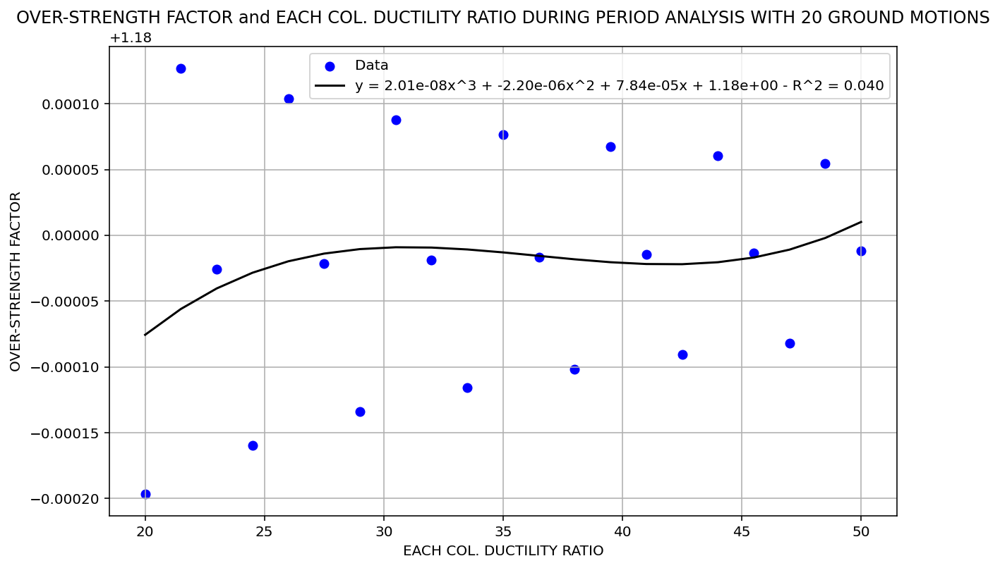 OVER-STRENGTH FACTOR and EACH COL. DUCTILITY RATIO DURING PERIOD ANALYSIS WITH 20 GROUND MOTIONS
+1.18
Data
y = 2.01e-08x^3 + -2.20e-06x^2 + 7.84e-05x + 1.18e+00 - R^2 = 0.040
0.00010
0.00005
0.00000
−0.00005
−0.00010
−0.00015
−0.00020
OVER-STRENGTH FACTOR
20 25 30 35 40 45 50
EACH COL. DUCTILITY RATIO